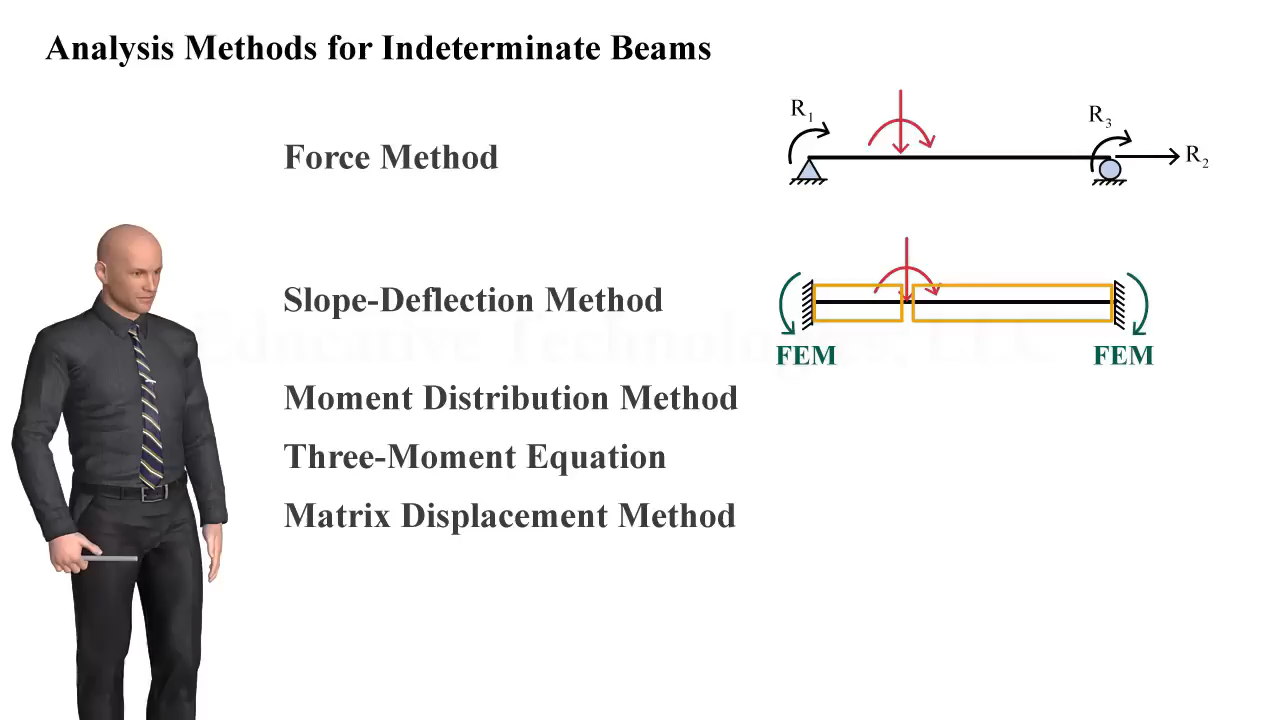 Analysis Methods for Indeterminate Beams
R1
R3
Force Method
R2
Slope-Deflection Method
Educative Technologies, LLC
FEM
FEM
Moment Distribution Method
Three-Moment Equation
Matrix Displacement Method